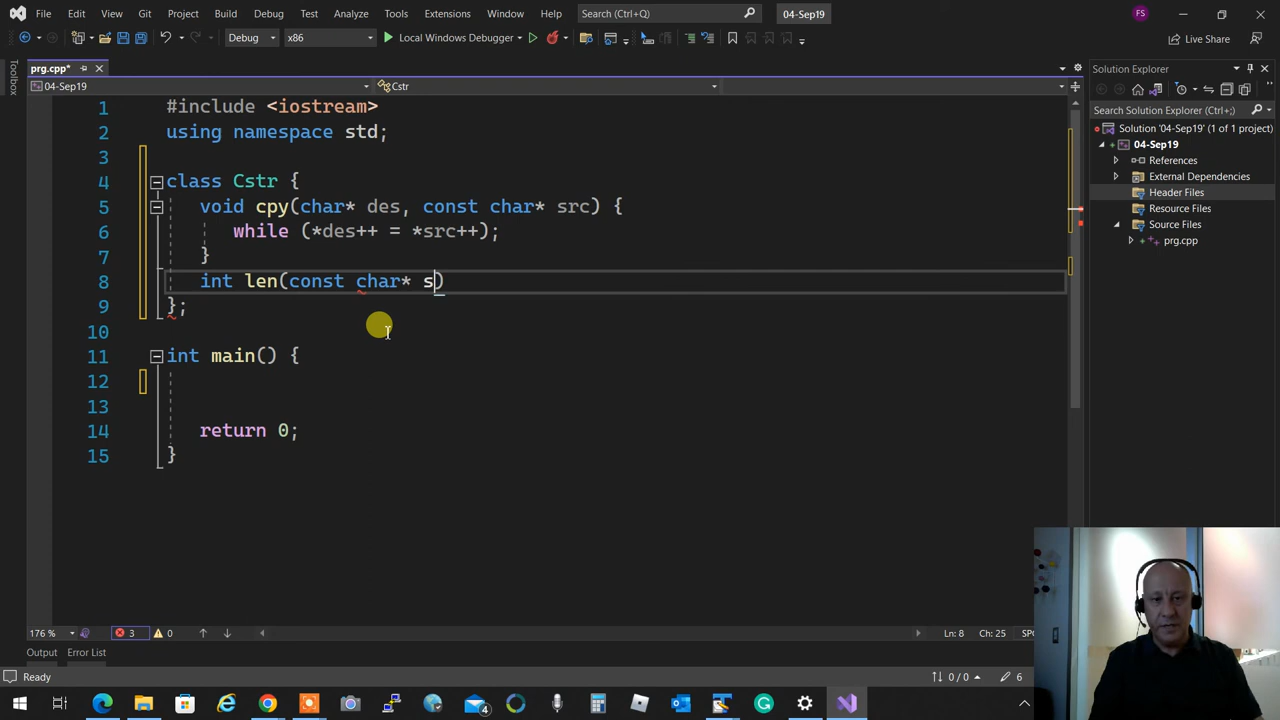 File Edit View Git Project Build Debug Test Analyze Tools Extensions Window Help Search (Ctrl+Q) 04-Sep19 FS
Debug x86 Local Windows Debugger Live Share
Toolbox
prg.cpp*
04-Sep19 Cstr
1 #include <iostream>
2 using namespace std;
3
4 class Cstr {
5 void cpy(char* des, const char* src) {
6 while (*des++ = *src++);
7 }
8 int len(const char* s)
9 };
10
11 int main() {
12
13
14 return 0;
15 }
Solution Explorer
Search Solution Explorer (Ctrl+;)
Solution '04-Sep19' (1 of 1 project)
04-Sep19
References
External Dependencies
Header Files
Resource Files
Source Files
prg.cpp
176 % 3 0 Ln: 8 Ch: 25 SPC
Output Error List
Ready 0 / 0 6
4